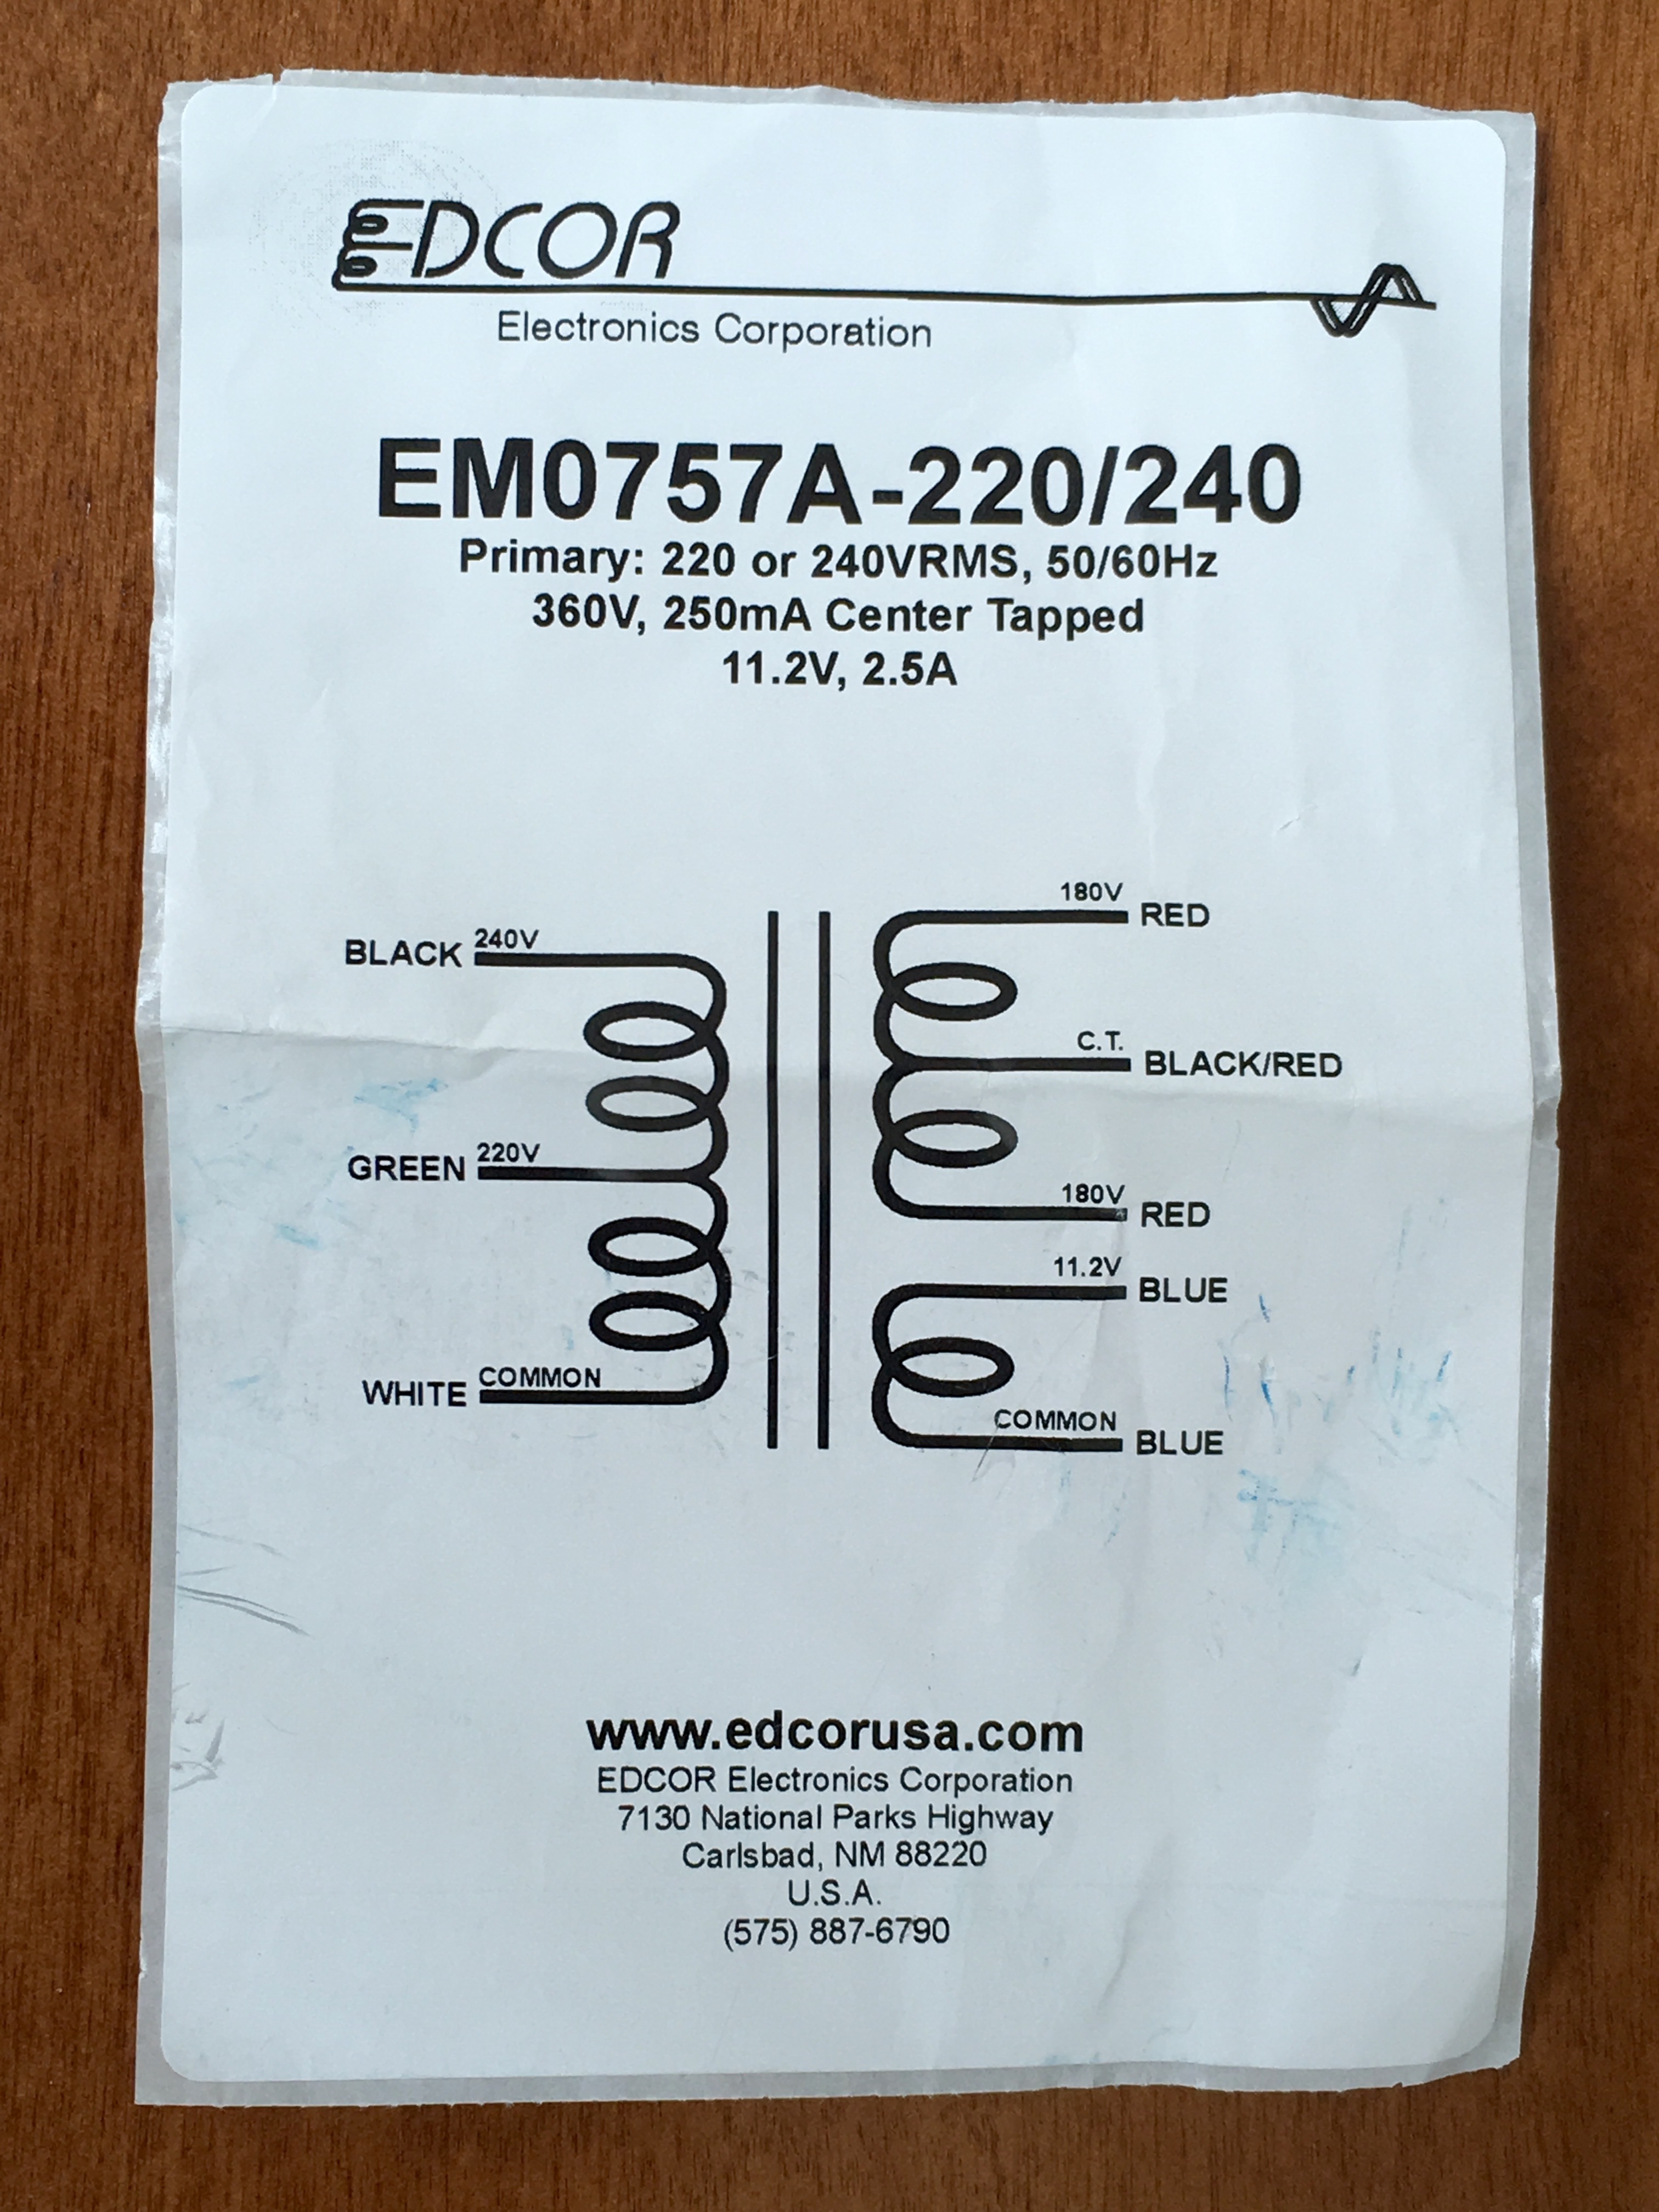 EDCOR
Electronics Corporation
EM0757A-220/240
Primary: 220 or 240VRMS, 50/60Hz
360V, 250mA Center Tapped
11.2V, 2.5A
180V
RED
240V
BLACK
C.T.
BLACK/RED
220V
GREEN
180V
RED
11.2V
BLUE
COMMON
WHITE
COMMON
BLUE
www.edcorusa.com
EDCOR Electronics Corporation
7130 National Parks Highway
Carlsbad, NM 88220
U.S.A.
(575) 887-6790